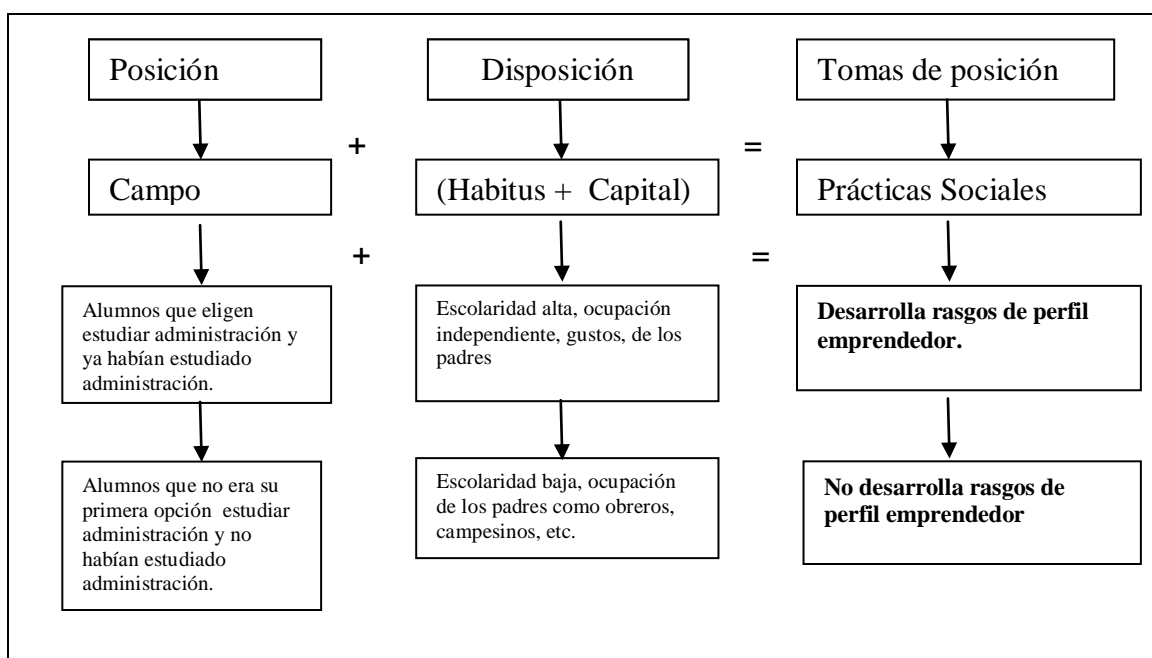 Posición
Disposición
Tomas de posición
+
=
Campo
(Habitus + Capital)
Prácticas Sociales
+
=
Alumnos que eligen
estudiar administración y
ya habían estudiado
administración.
Escolaridad alta, ocupación
independiente, gustos, de los
padres
Desarrolla rasgos de perfil
emprendedor.
Alumnos que no era su
primera opción estudiar
administración y no
habían estudiado
administración.
Escolaridad baja, ocupación
de los padres como obreros,
campesinos, etc.
No desarrolla rasgos de
perfil emprendedor